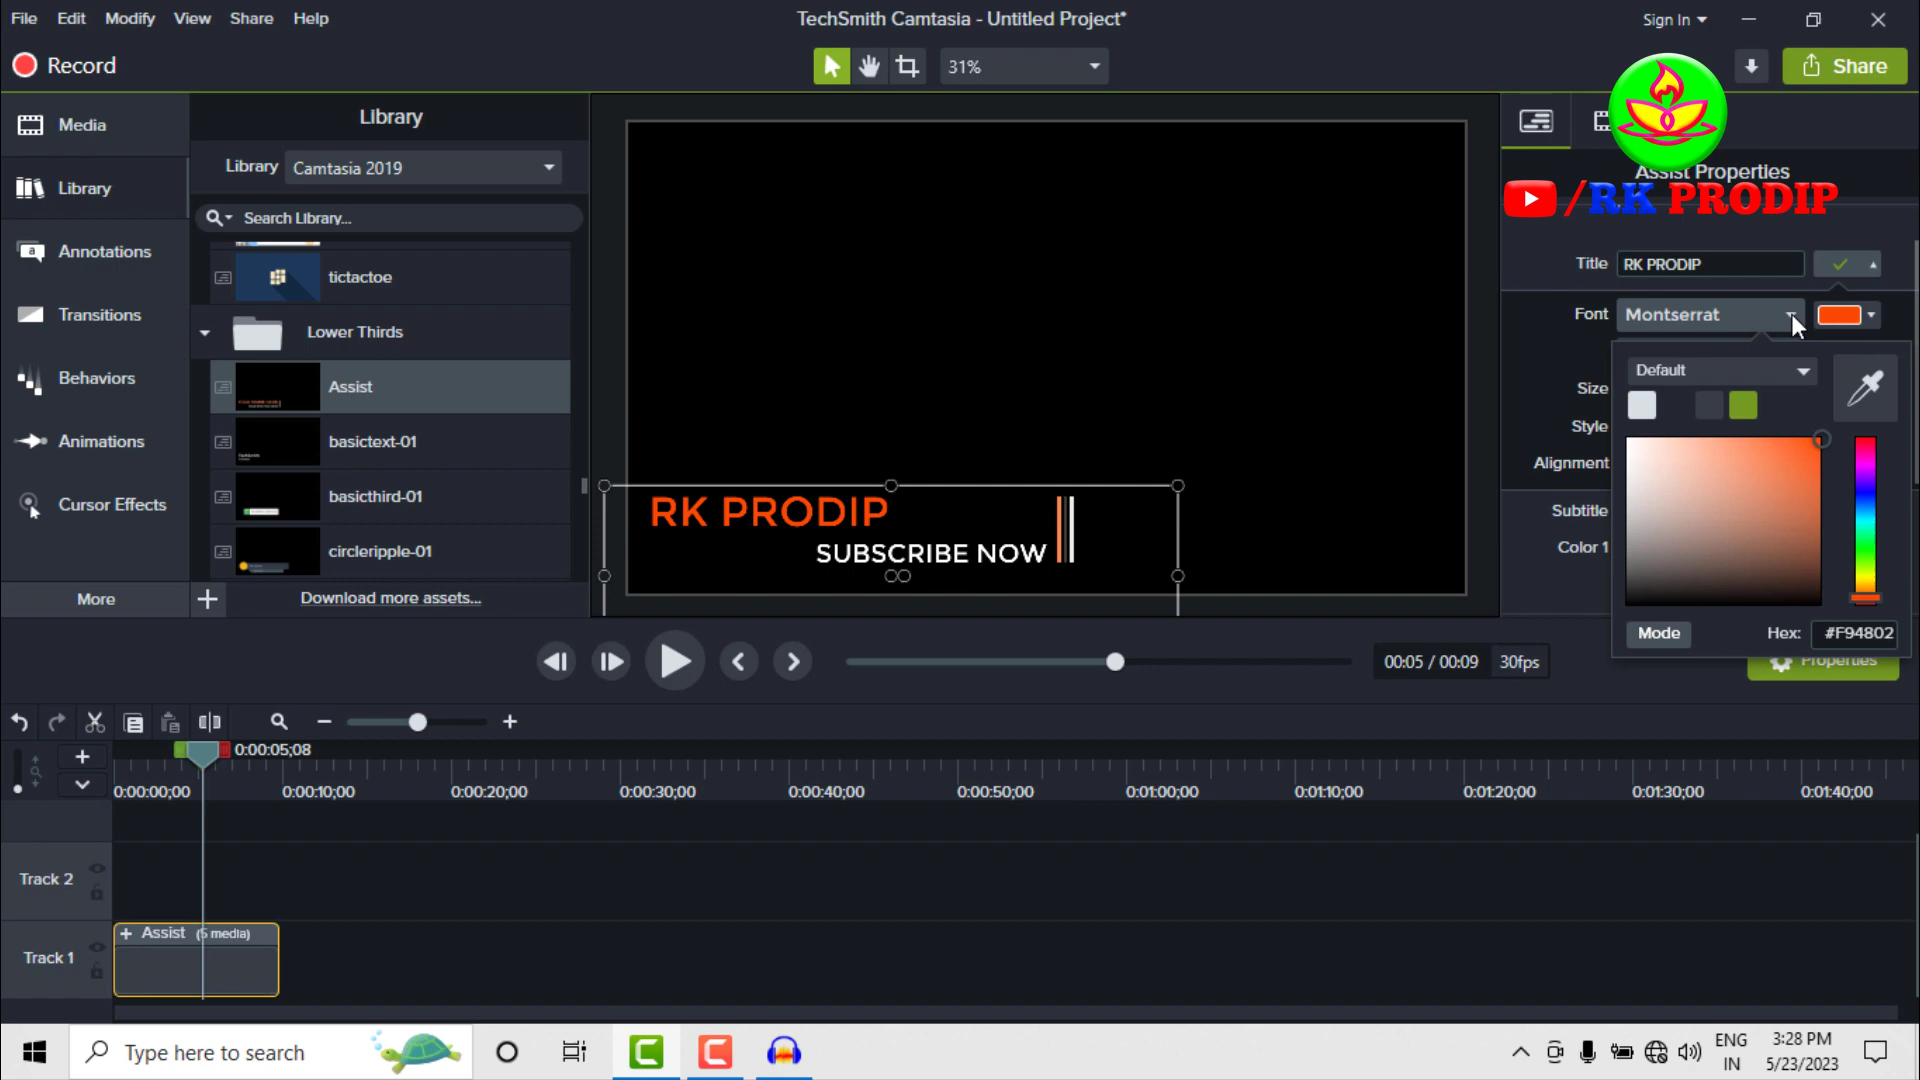 File Edit Modify View Share Help
TechSmith Camtasia - Untitled Project*
Sign In
Record
31%
Share
Media
Library
Library Camtasia 2019
Assist Properties
/RK PRODIP
Library
Search Library...
Annotations
Title RK PRODIP
tictactoe
Transitions
Font Montserrat
Lower Thirds
Default
Behaviors
Assist
Size
Style
Animations
basictext-01
Alignment
Cursor Effects
basicthird-01
RK PRODIP
Subtitle
circleripple-01
SUBSCRIBE NOW
Color 1
More
Download more assets...
Mode
Hex: #F94802
00:05 / 00:09 30fps
Properties
0:00:05;08
0:00:00;00 0:00:10;00 0:00:20;00 0:00:30;00 0:00:40;00 0:00:50;00 0:01:00;00 0:01:10;00 0:01:20;00 0:01:30;00 0:01:40;00
Track 2
Assist (5 media)
Track 1
Type here to search
ENG
IN
3:28 PM
5/23/2023